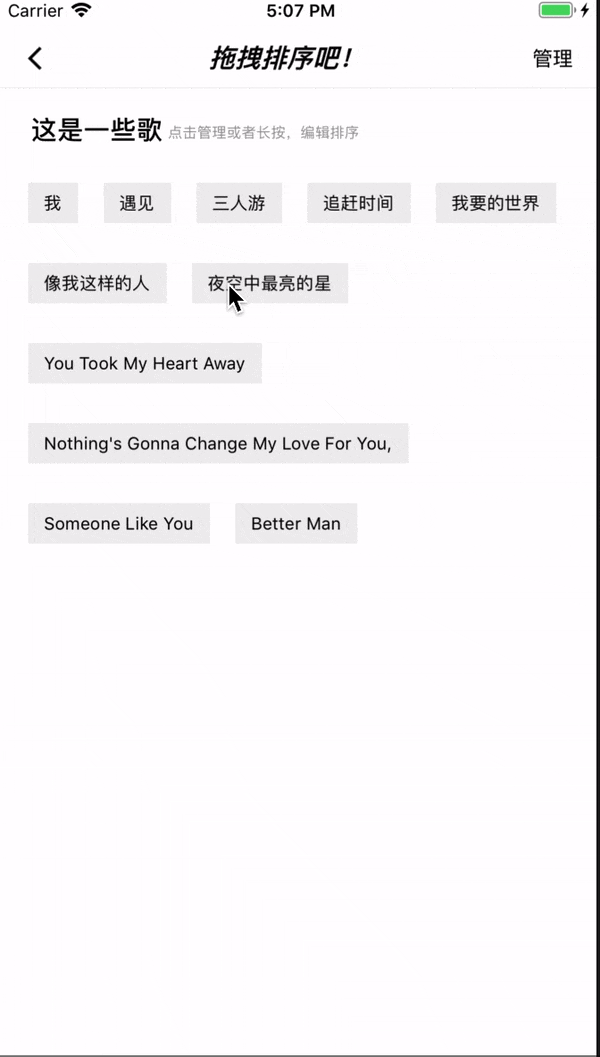 Carrier 5:07 PM
拖拽排序吧! 管理
这是一些歌 点击管理或者长按，编辑排序
我 遇见 三人游 追赶时间 我要的世界
像我这样的人 夜空中最亮的星
You Took My Heart Away
Nothing's Gonna Change My Love For You,
Someone Like You Better Man